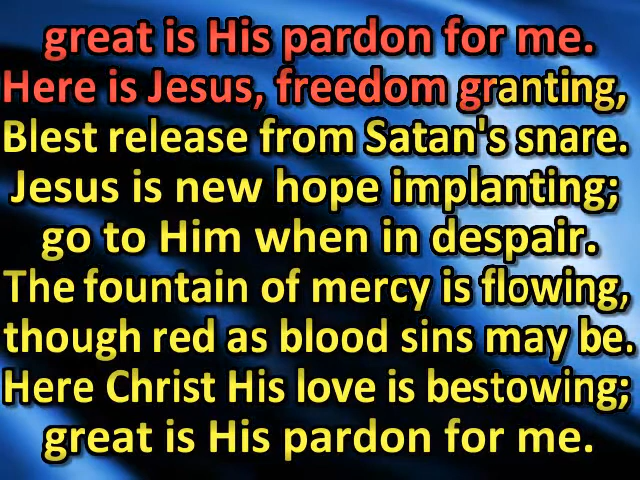 great is His pardon for me.
Here is Jesus, freedom granting,
Blest release from Satan's snare.
Jesus is new hope implanting;
go to Him when in despair.
The fountain of mercy is flowing,
though red as blood sins may be.
Here Christ His love is bestowing;
great is His pardon for me.